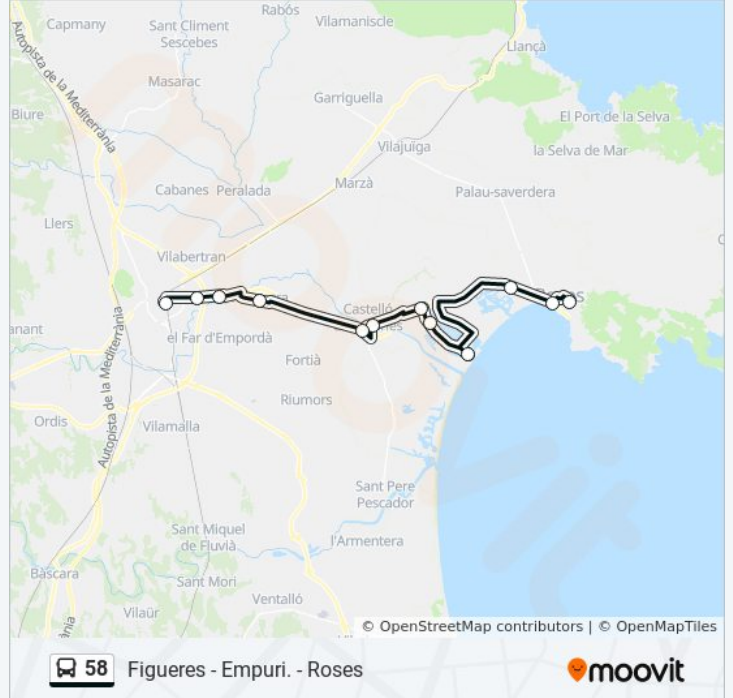 Rabós
Capmany
Sant Climent
Sescebes
Vilamaniscle
Llançà
Autopista de la Mediterrània
Masarac
Garriguella
Biure
El Port de la Selva
Vilajuïga
la Selva de Mar
Marzà
Cabanes
Peralada
Palau-saverdera
Llers
Vilabertran
Castelló
anant
el Far d'Empordà
Fortià
Autopista de la Mediterrània
Riumors
Ordis
Vilamalla
Sant Pere
Pescador
Sant Miquel
de Fluvià
l'Armentera
Bàscara
Sant Mori
Ventalló
Vilaür
© OpenStreetMap contributors | © OpenMapTiles
58 Figueres - Empuri. - Roses
moovit